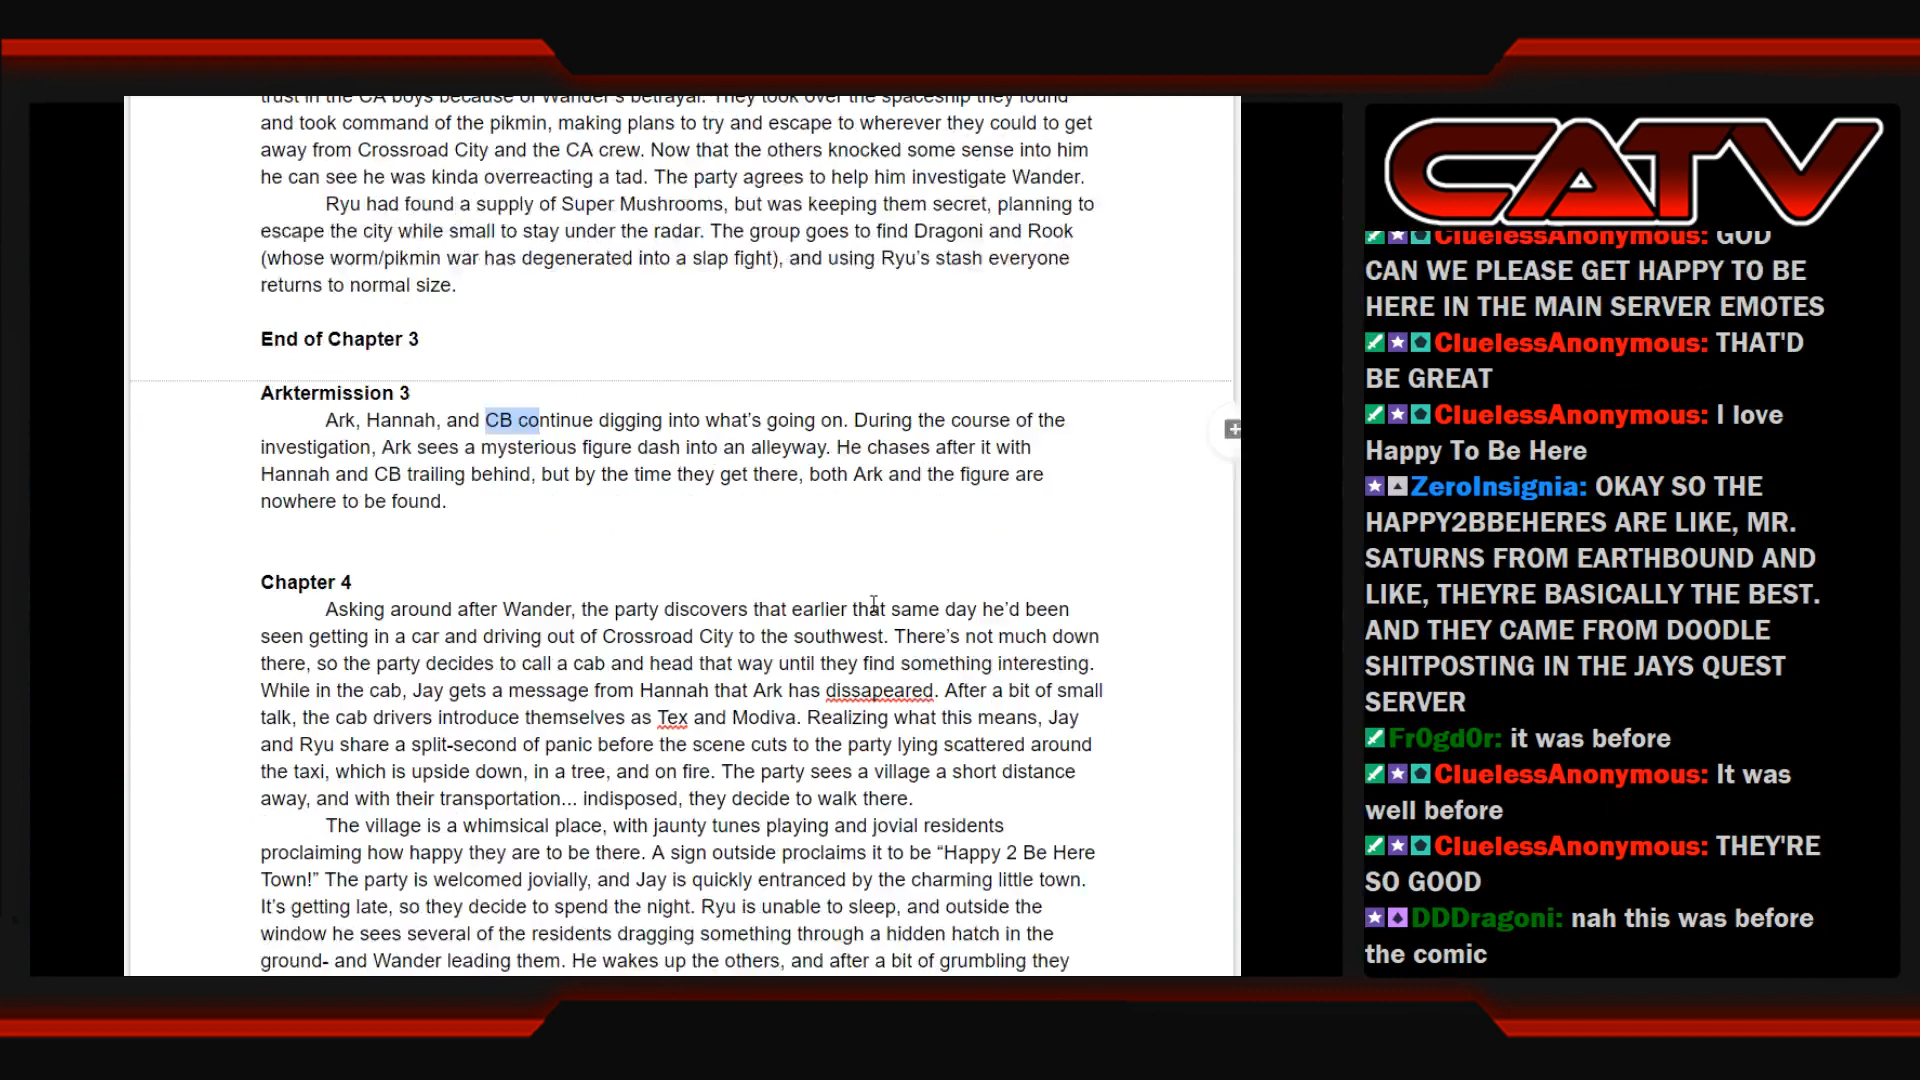 trust in the CA boys because of Wander's betrayal. They took over the spaceship they found
and took command of the pikmin, making plans to try and escape to wherever they could to get
away from Crossroad City and the CA crew. Now that the others knocked some sense into him
he can see he was kinda overreacting a tad. The party agrees to help him investigate Wander.
Ryu had found a supply of Super Mushrooms, but was keeping them secret, planning to
escape the city while small to stay under the radar. The group goes to find Dragoni and Rook
(whose worm/pikmin war has degenerated into a slap fight), and using Ryu's stash everyone
returns to normal size.
End of Chapter 3
Arktermission 3
Ark, Hannah, and CB continue digging into what's going on. During the course of the
investigation, Ark sees a mysterious figure dash into an alleyway. He chases after it with
Hannah and CB trailing behind, but by the time they get there, both Ark and the figure are
nowhere to be found.
Chapter 4
Asking around after Wander, the party discovers that earlier that same day he'd been
seen getting in a car and driving out of Crossroad City to the southwest. There's not much down
there, so the party decides to call a cab and head that way until they find something interesting.
While in the cab, Jay gets a message from Hannah that Ark has dissapeared. After a bit of small
talk, the cab drivers introduce themselves as Tex and Modiva. Realizing what this means, Jay
and Ryu share a split-second of panic before the scene cuts to the party lying scattered around
the taxi, which is upside down, in a tree, and on fire. The party sees a village a short distance
away, and with their transportation... indisposed, they decide to walk there.
The village is a whimsical place, with jaunty tunes playing and jovial residents
proclaiming how happy they are to be there. A sign outside proclaims it to be “Happy 2 Be Here
Town!” The party is welcomed jovially, and Jay is quickly entranced by the charming little town.
It's getting late, so they decide to spend the night. Ryu is unable to sleep, and outside the
window he sees several of the residents dragging something through a hidden hatch in the
ground- and Wander leading them. He wakes up the others, and after a bit of grumbling they
CATV
CluelessAnonymous: GOD
CAN WE PLEASE GET HAPPY TO BE
HERE IN THE MAIN SERVER EMOTES
CluelessAnonymous: THAT'D
BE GREAT
CluelessAnonymous: I love
Happy To Be Here
ZeroInsignia: OKAY SO THE
HAPPY2BBEHERES ARE LIKE, MR.
SATURNS FROM EARTHBOUND AND
LIKE, THEYRE BASICALLY THE BEST.
AND THEY CAME FROM DOODLE
SHITPOSTING IN THE JAYS QUEST
SERVER
Fr0gd0r: it was before
CluelessAnonymous: It was
well before
CluelessAnonymous: THEY'RE
SO GOOD
DDDragoni: nah this was before
the comic